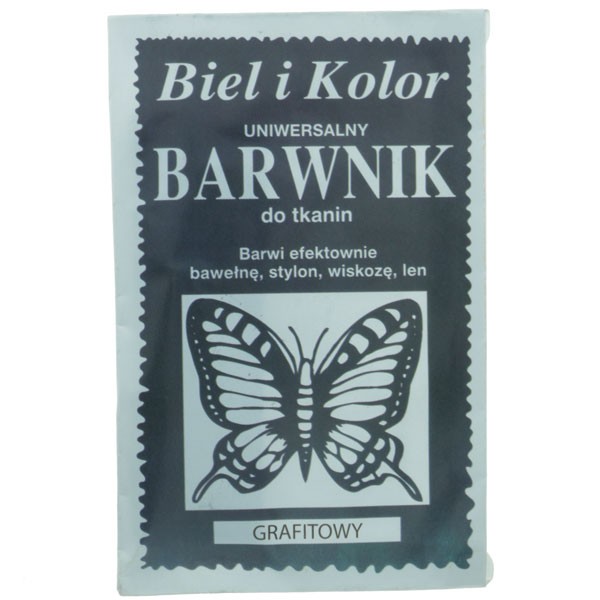 Biel i Kolor
UNIWERSALNY
BARWNIK
do tkanin
Barwi efektownie
bawełnę, stylon, wiskozę, len
GRAFITOWY